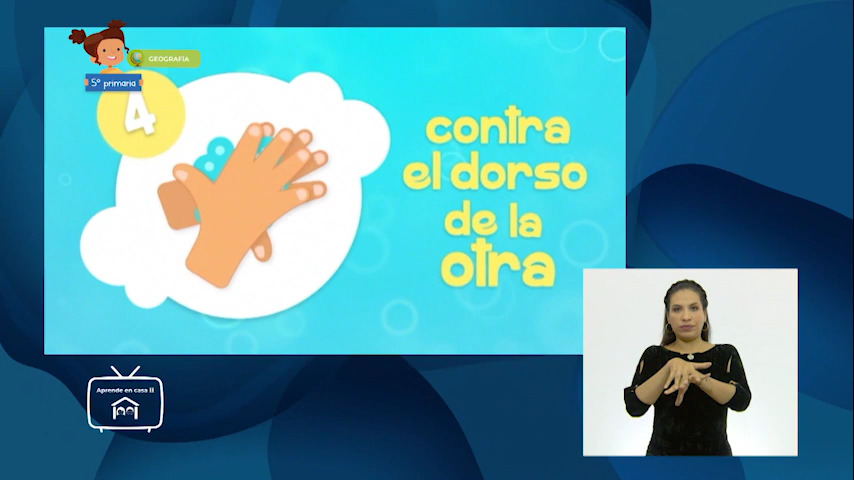 GEOGRAFÍA
5° primaria
4
contra
el dorso
de la
otra
Aprende en casa II